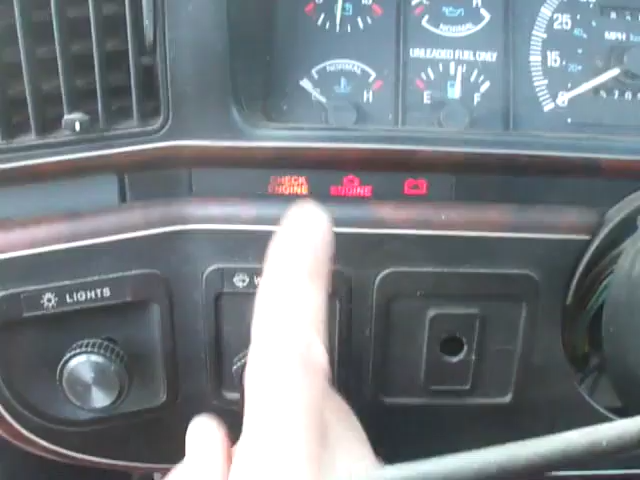 H
NORMAL
UNLEADED FUEL ONLY
NORMAL
H
E
F
25
15
MPH
CHECK
ENGINE
ENGINE
LIGHTS
W